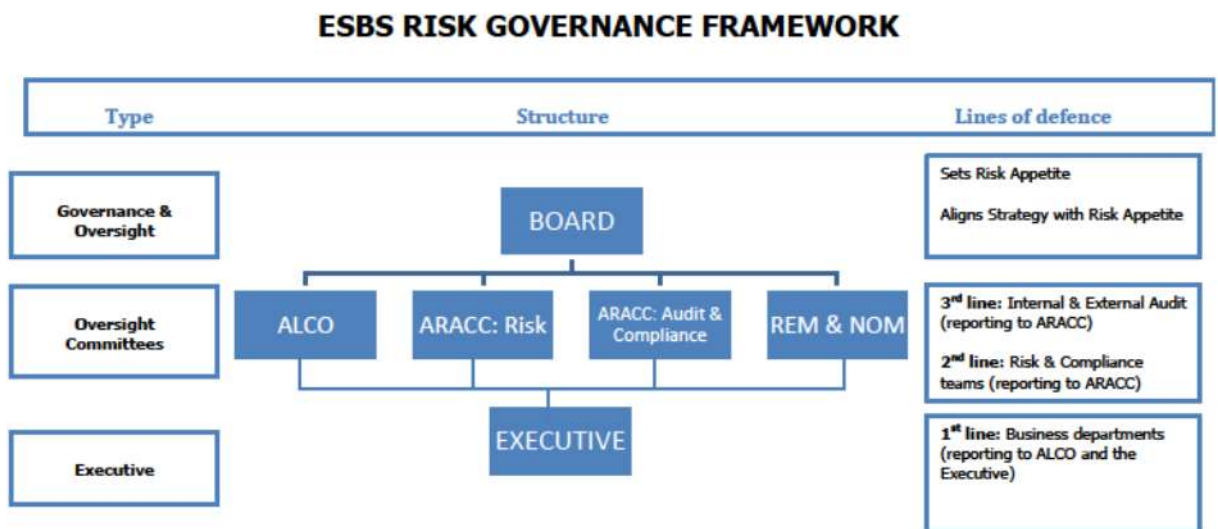 ESBS RISK GOVERNANCE FRAMEWORK
Type
Structure
Lines of defence
Governance &
Oversight
BOARD
Sets Risk Appetite
Aligns Strategy with Risk Appetite
Oversight
Committees
ALCO
ARACC: Risk
ARACC: Audit &
Compliance
REM & NOM
3rd line: Internal & External Audit
(reporting to ARACC)
2nd line: Risk & Compliance
teams (reporting to ARACC)
Executive
EXECUTIVE
1st line: Business departments
(reporting to ALCO and the
Executive)